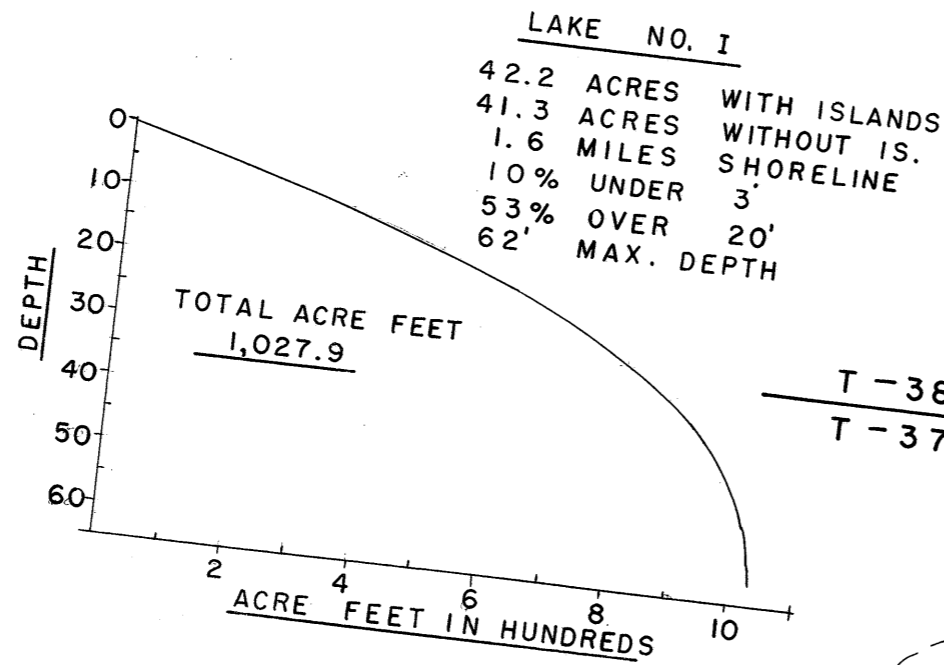 LAKE NO. I
42.2 ACRES WITH ISLANDS
41.3 ACRES WITHOUT IS.
1.6 MILES SHORELINE
10% UNDER 3'
53% OVER 20'
62' MAX. DEPTH
0
10
20
30
40
50
60
DEPTH
TOTAL ACRE FEET
1,027.9
T-38
T-37
2 4 6 8 10
ACRE FEET IN HUNDREDS